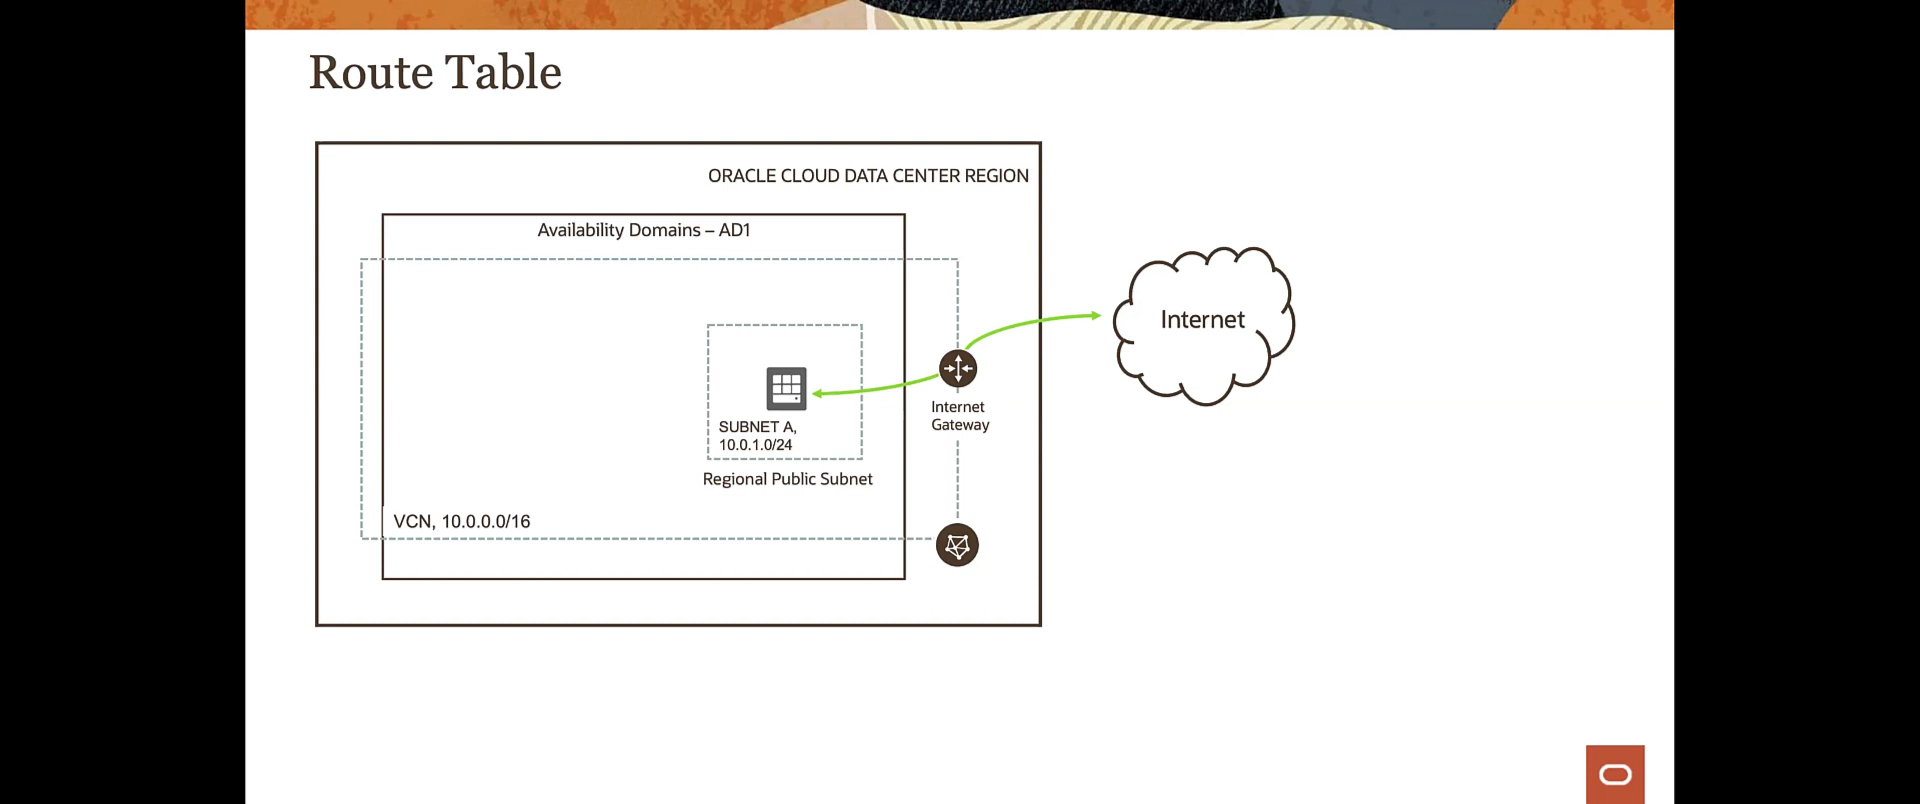 Route Table
ORACLE CLOUD DATA CENTER REGION
Availability Domains – AD1
Internet
Internet
Gateway
SUBNET A,
10.0.1.0/24
Regional Public Subnet
VCN, 10.0.0.0/16